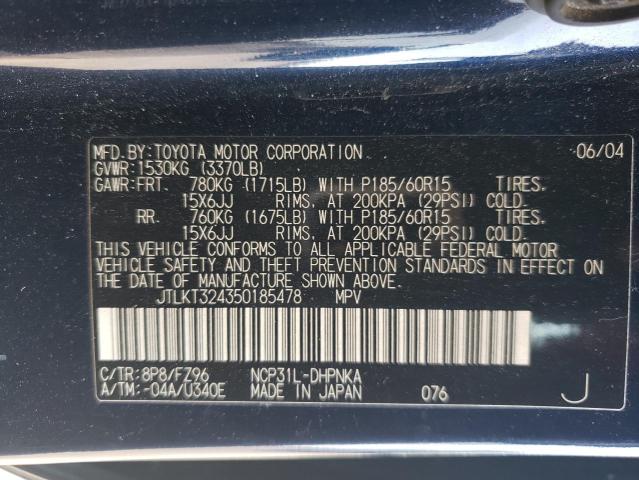 MFD.BY:TOYOTA MOTOR CORPORATION 06/04
GVWR:1530KG (3370LB)
GAWR:FRT. 780KG (1715LB) WITH P185/60R15 TIRES.
15X6JJ RIMS. AT 200KPA (29PSI) COLD.
RR. 760KG (1675LB) WITH P185/60R15 TIRES.
15X6JJ RIMS. AT 200KPA (29PSI) COLD.
THIS VEHICLE CONFORMS TO ALL APPLICABLE FEDERAL MOTOR
VEHICLE SAFETY AND THEFT PREVENTION STANDARDS IN EFFECT ON
THE DATE OF MANUFACTURE SHOWN ABOVE.
JTLKT324350185478 MPV
C/TR:8P8/FZ96 NCP31L-DHPNKA
A/TM:-04A/U340E MADE IN JAPAN 076 J